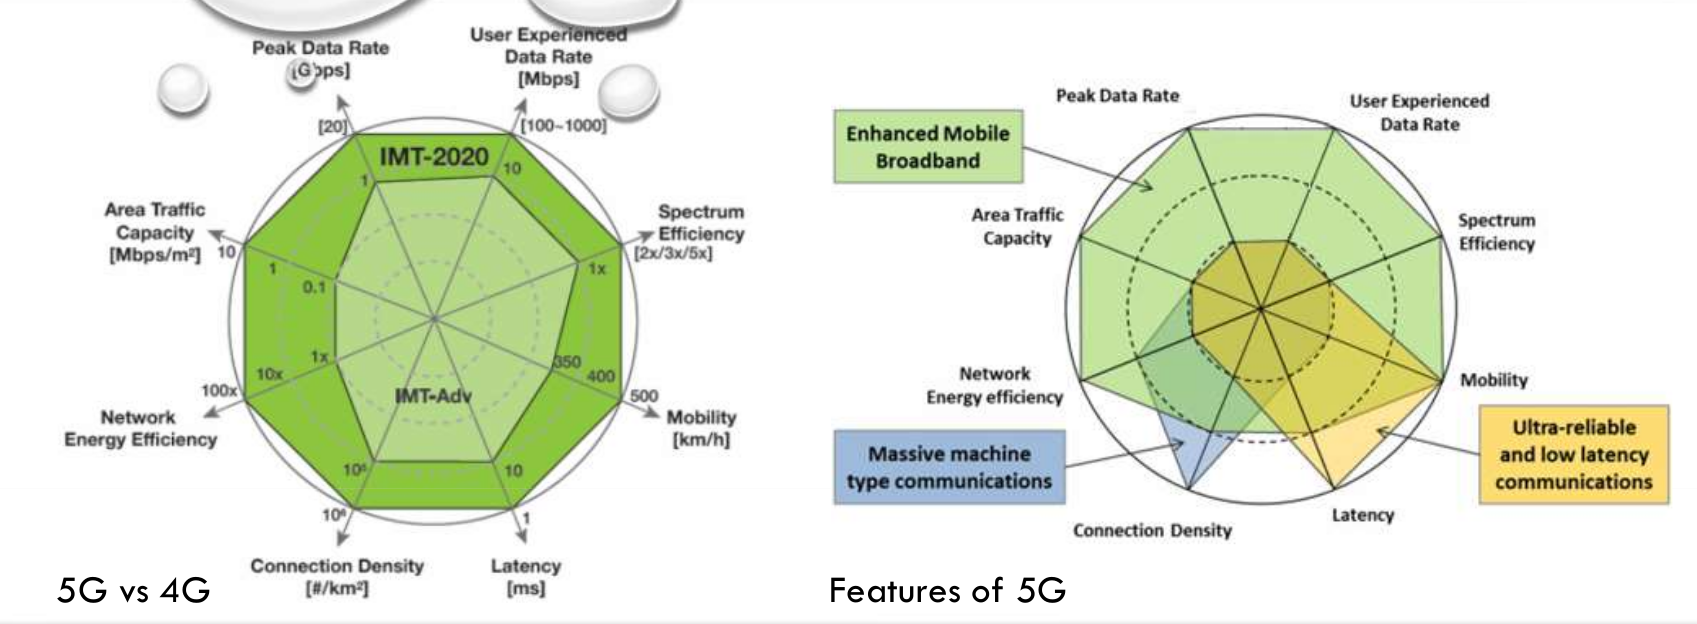 Peak Data Rate
[Gbps]
User Experienced
Data Rate
[Mbps]
[20]
[100~1000]
IMT-2020
1
10
Area Traffic
Capacity
[Mbps/m²]
10
1
0.1
Spectrum
Efficiency
[2x/3x/5x]
1x
1x
10x
100x
350
400
500
IMT-Adv
Network
Energy Efficiency
Mobility
[km/h]
10
10⁶
1
Connection Density
[#/km²]
Latency
[ms]
5G vs 4G
Peak Data Rate
User Experienced
Data Rate
Enhanced Mobile
Broadband
Area Traffic
Capacity
Spectrum
Efficiency
Network
Energy efficiency
Mobility
Massive machine
type communications
Ultra-reliable
and low latency
communications
Connection Density
Latency
Features of 5G